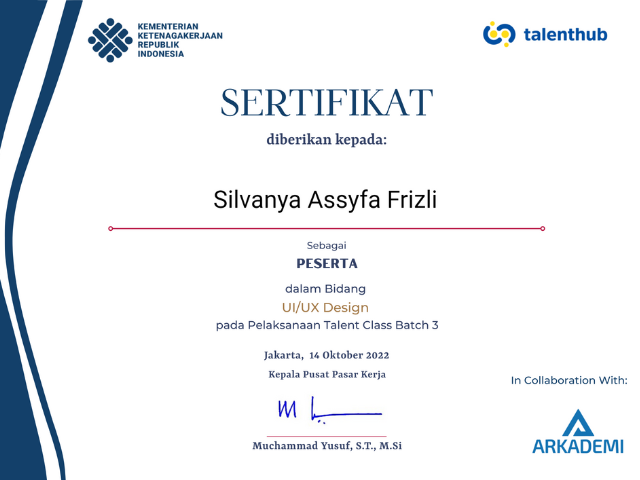 KEMENTERIAN
KETENAGAKERJAAN
REPUBLIK
INDONESIA
talenthub
SERTIFIKAT
diberikan kepada:
Silvanya Assyfa Frizli
Sebagai
PESERTA
dalam Bidang
UI/UX Design
pada Pelaksanaan Talent Class Batch 3
Jakarta, 14 Oktober 2022
Kepala Pusat Pasar Kerja
In Collaboration With:
ARKADEMI
Muchammad Yusuf, S.T., M.Si